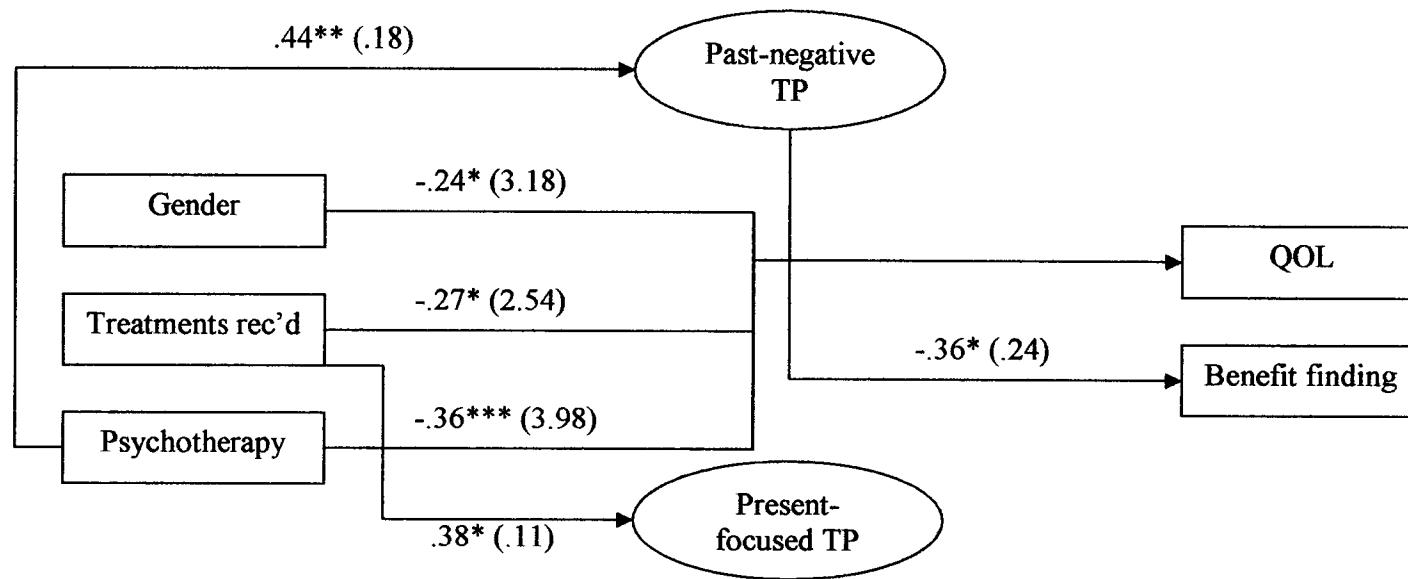 .44** (.18)
Past-negative
TP
-.24* (3.18)
Gender
QOL
-.27* (2.54)
Treatments rec'd
-.36* (.24)
Benefit finding
-.36*** (3.98)
Psychotherapy
Present-
focused TP
.38* (.11)